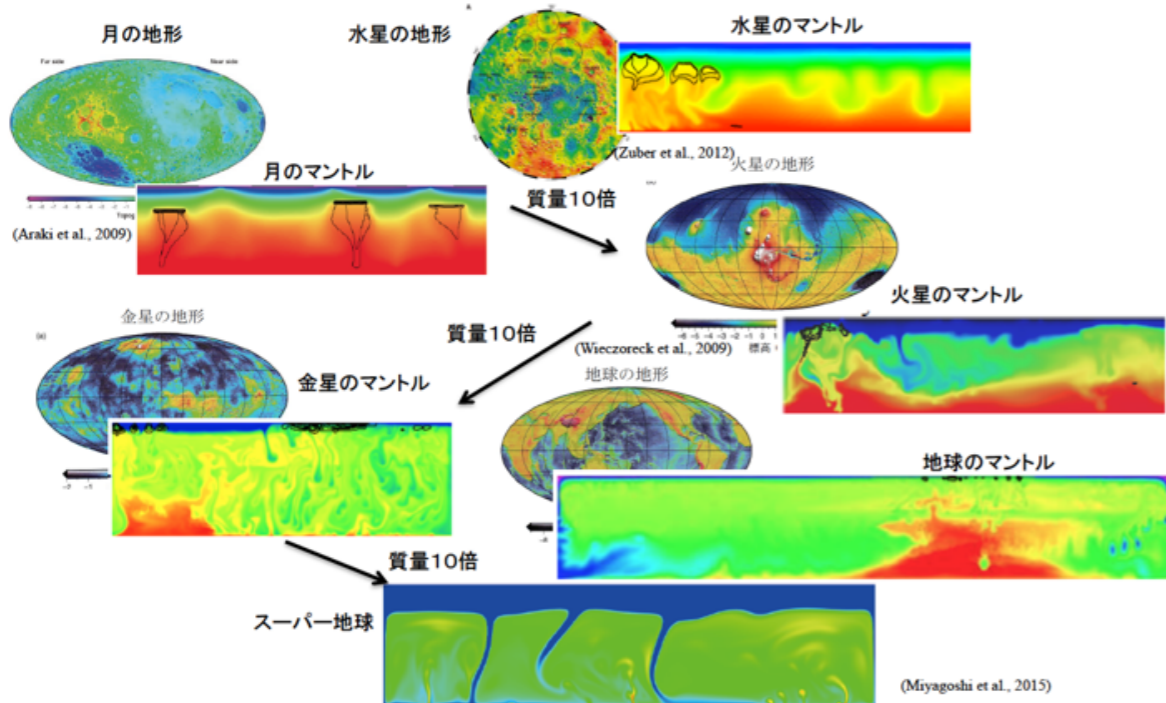 月の地形
水星の地形
水星のマントル
Far side
Near side
(Zuber et al., 2012)
火星の地形
月のマントル
質量10倍
(Araki et al., 2009)
火星のマントル
金星の地形
質量10倍
(Wieczoreck et al., 2009)
標高
金星のマントル
地球の地形
地球のマントル
質量10倍
スーパー地球
(Miyagoshi et al., 2015)